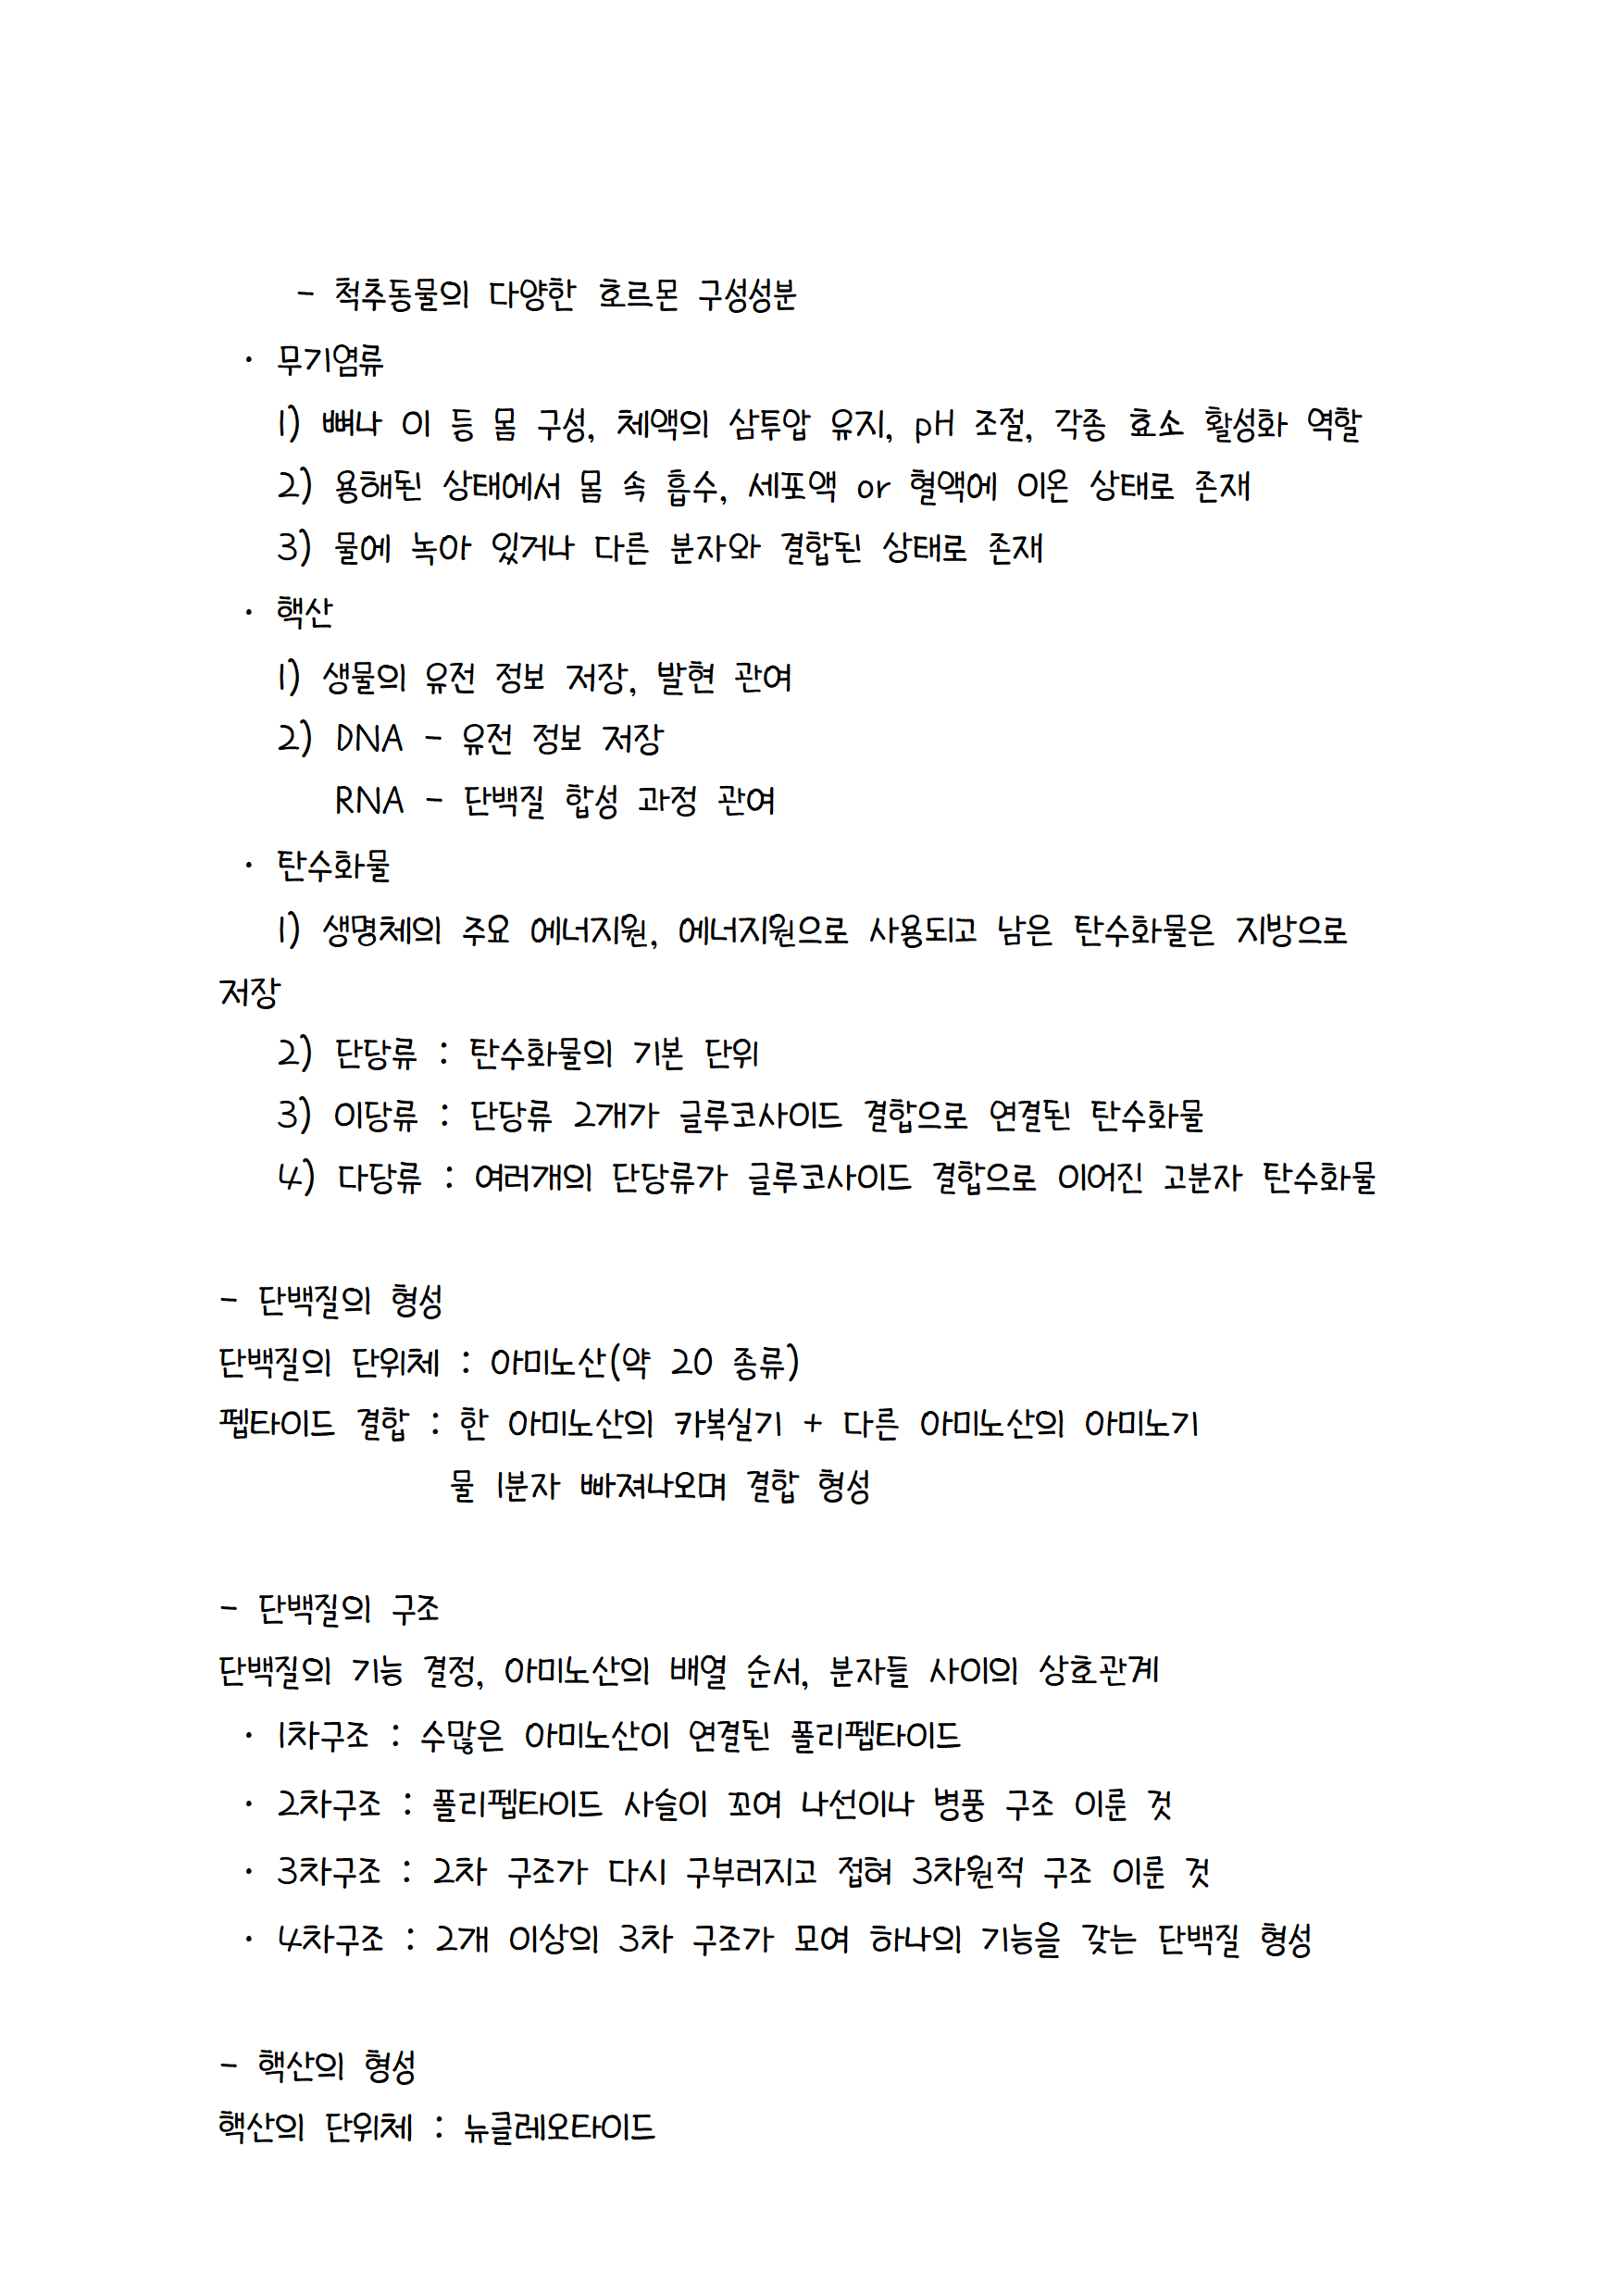 - 척추동물의 다양한 호르몬 구성성분
· 무기염류
1) 뼈나 이 등 몸 구성, 체액의 삼투압 유지, pH 조절, 각종 효소 활성화 역할
2) 용해된 상태에서 몸 속 흡수, 세포액 or 혈액에 이온 상태로 존재
3) 물에 녹아 있거나 다른 분자와 결합된 상태로 존재
· 핵산
1) 생물의 유전 정보 저장, 발현 관여
2) DNA - 유전 정보 저장
RNA - 단백질 합성 과정 관여
· 탄수화물
1) 생명체의 주요 에너지원, 에너지원으로 사용되고 남은 탄수화물은 지방으로
저장
2) 단당류 : 탄수화물의 기본 단위
3) 이당류 : 단당류 2개가 글루코사이드 결합으로 연결된 탄수화물
4) 다당류 : 여러개의 단당류가 글루코사이드 결합으로 이어진 고분자 탄수화물
- 단백질의 형성
단백질의 단위체 : 아미노산(약 20 종류)
펩타이드 결합 : 한 아미노산의 카복실기 + 다른 아미노산의 아미노기
물 1분자 빠져나오며 결합 형성
- 단백질의 구조
단백질의 기능 결정, 아미노산의 배열 순서, 분자들 사이의 상호관계
· 1차구조 : 수많은 아미노산이 연결된 폴리펩타이드
· 2차구조 : 폴리펩타이드 사슬이 꼬여 나선이나 병풍 구조 이룬 것
· 3차구조 : 2차 구조가 다시 구부러지고 접혀 3차원적 구조 이룬 것
· 4차구조 : 2개 이상의 3차 구조가 모여 하나의 기능을 갖는 단백질 형성
- 핵산의 형성
핵산의 단위체 : 뉴클레오타이드